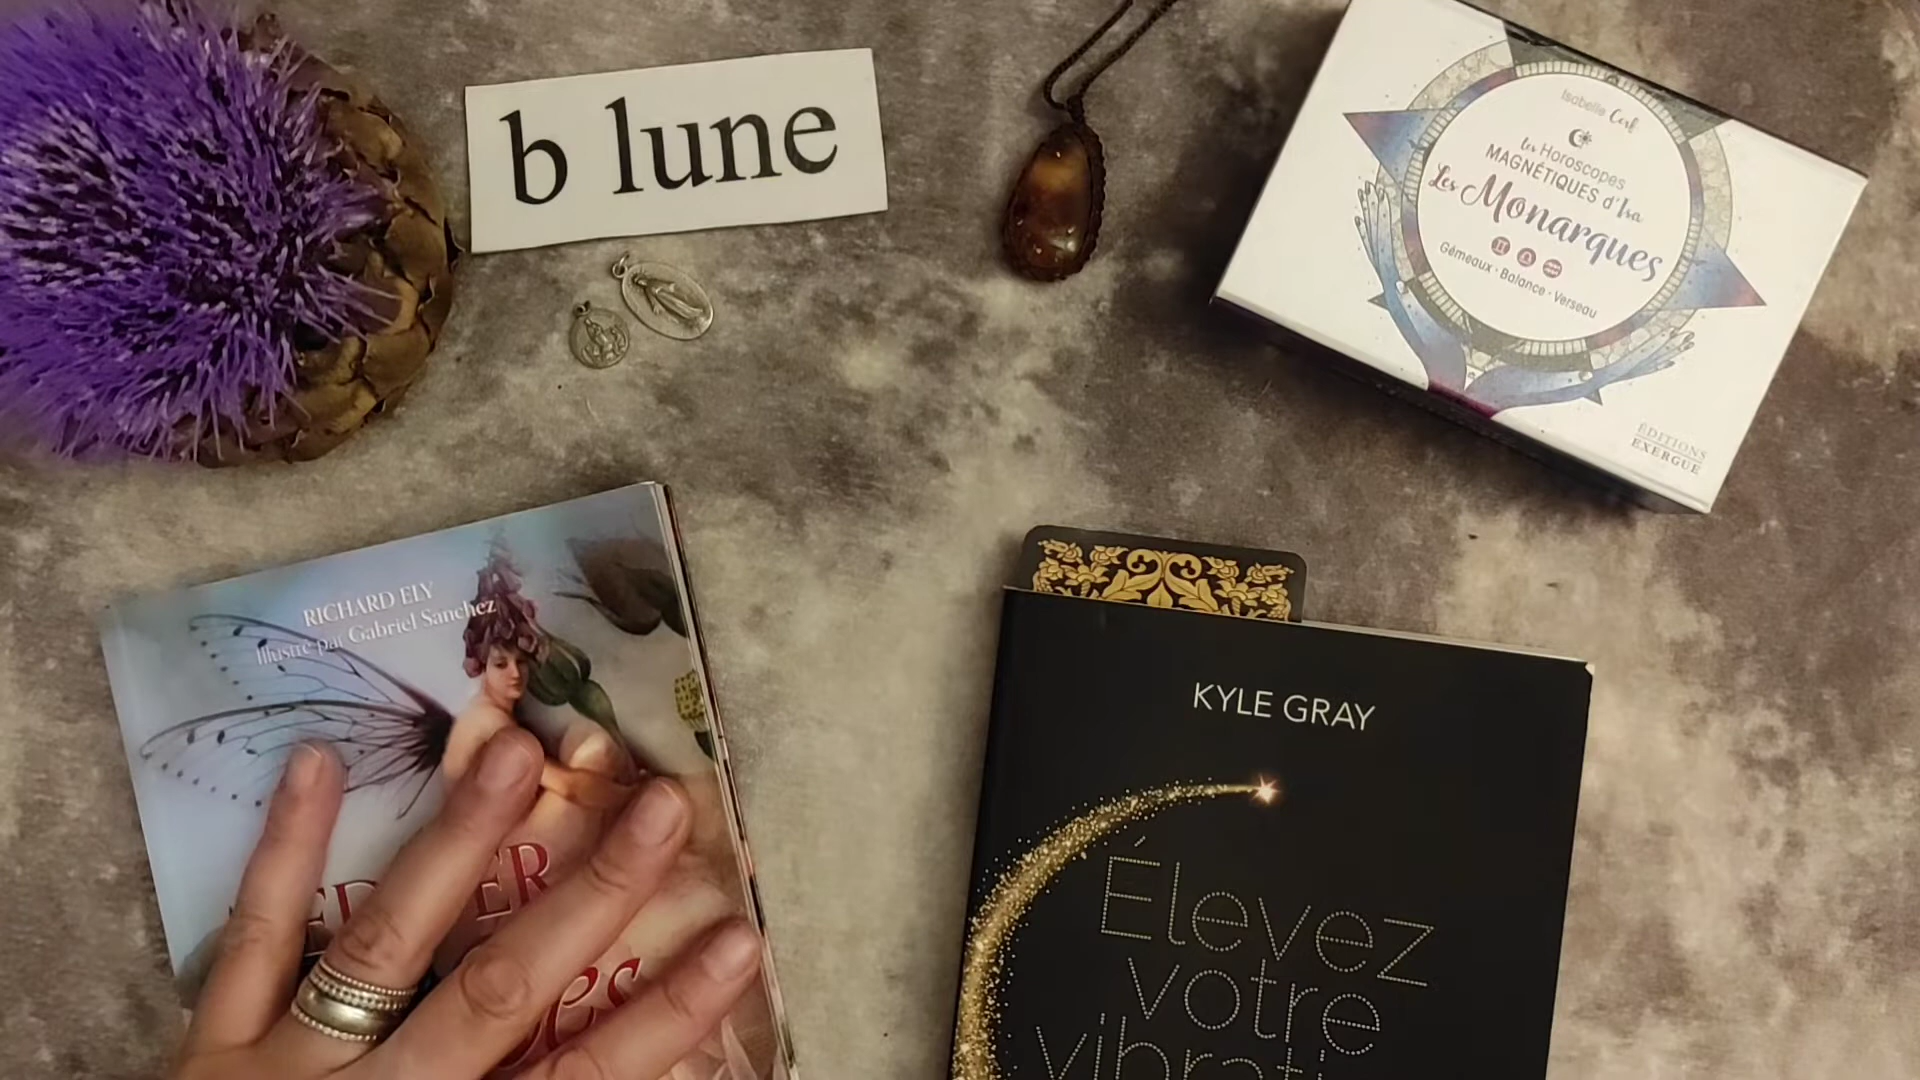 b lune
Isabelle Cerf
les Horoscopes
MAGNÉTIQUES d'Isa
Les Monarques
Gémeaux · Balance · Verseau
ÉDITIONS
EXERGUE
RICHARD ELY
Illustré par Gabriel Sanchez
KYLE GRAY
Élevez
votre